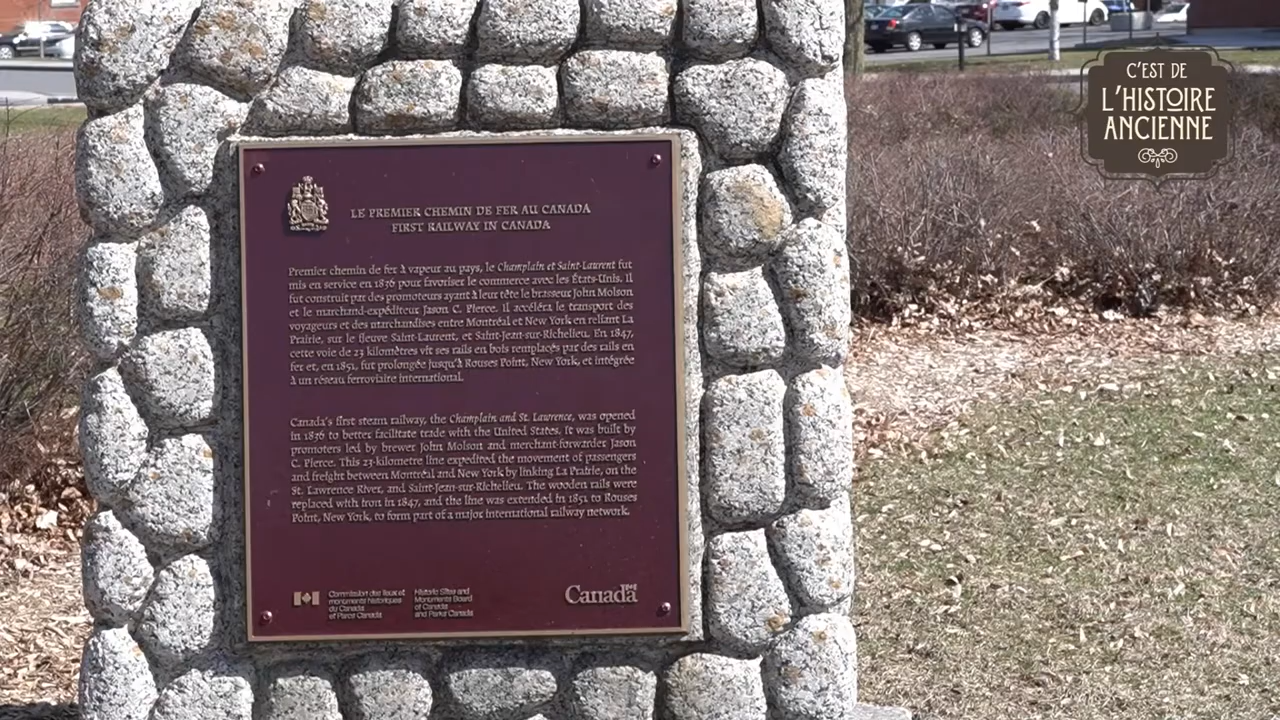 C'EST DE
L'HISTOIRE
ANCIENNE
LE PREMIER CHEMIN DE FER AU CANADA
FIRST RAILWAY IN CANADA
Premier chemin de fer à vapeur au pays, le Champlain et Saint-Laurent fut
mis en service en 1836 pour favoriser le commerce avec les États-Unis. Il
fut construit par des promoteurs ayant à leur tête le brasseur John Molson
et le marchand-expéditeur Jason C. Pierce. Il accéléra le transport des
voyageurs et des marchandises entre Montréal et New York en reliant La
Prairie, sur le fleuve Saint-Laurent, et Saint-Jean-sur-Richelieu. En 1847,
cette voie de 23 kilomètres vit ses rails en bois remplacés par des rails en
fer et, en 1851, fut prolongée jusqu'à Rouses Point, New York, et intégrée
à un réseau ferroviaire international.
Canada's first steam railway, the Champlain and St. Lawrence, was opened
in 1836 to better facilitate trade with the United States. It was built by
promoters led by brewer John Molson and merchant-forwarder Jason
C. Pierce. This 23-kilometre line expedited the movement of passengers
and freight between Montréal and New York by linking La Prairie, on the
St. Lawrence River, and Saint-Jean-sur-Richelieu. The wooden rails were
replaced with iron in 1847, and the line was extended in 1851 to Rouses
Point, New York, to form part of a major international railway network.
Commission des lieux et
monuments historiques
du Canada
et Parcs Canada
Historic Sites and
Monuments Board
of Canada
and Parks Canada
Canada